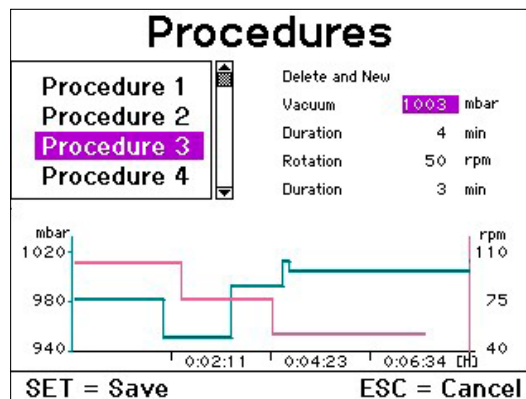 Procedures
Procedure 1
Procedure 2
Procedure 3
Procedure 4
Delete and New
Vacuum 1003 mbar
Duration 4 min
Rotation 50 rpm
Duration 3 min
mbar rpm
1020 110
980 75
940 40
0:02:11 0:04:23 0:06:34 [H]
SET = Save ESC = Cancel